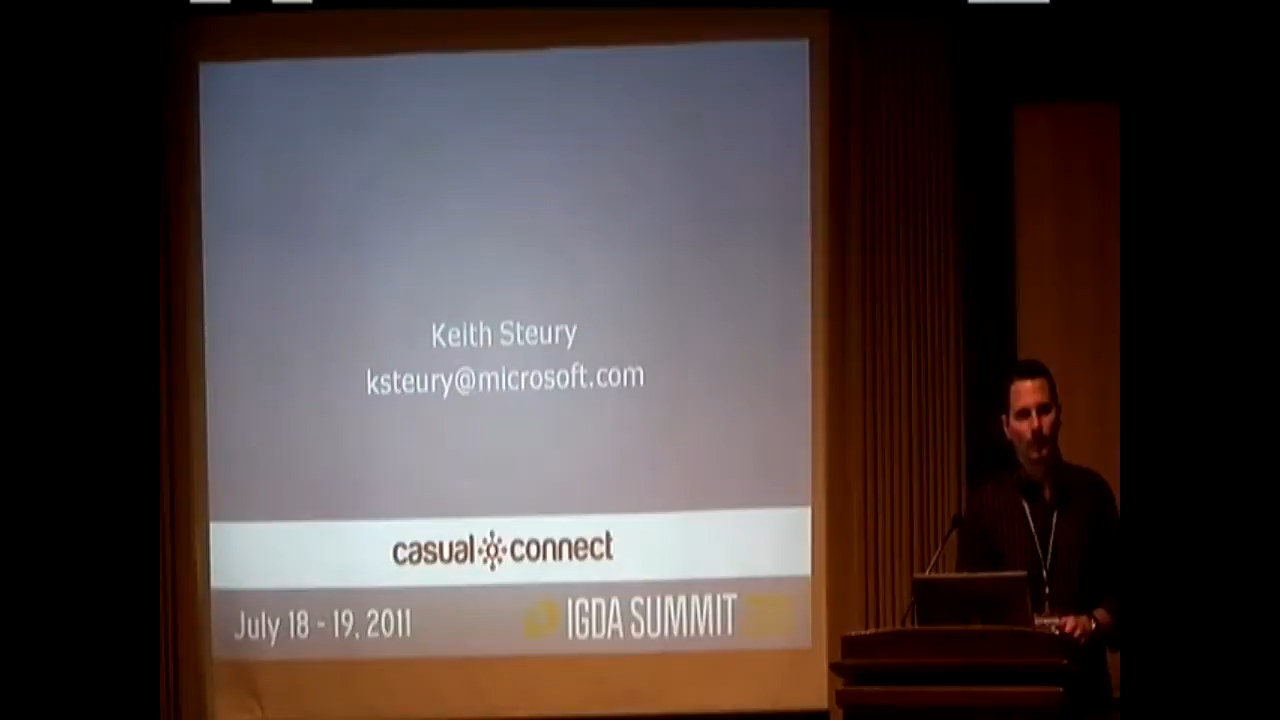 Keith Steury
ksteury@microsoft.com
casual connect
July 18 - 19, 2011
IGDA SUMMIT